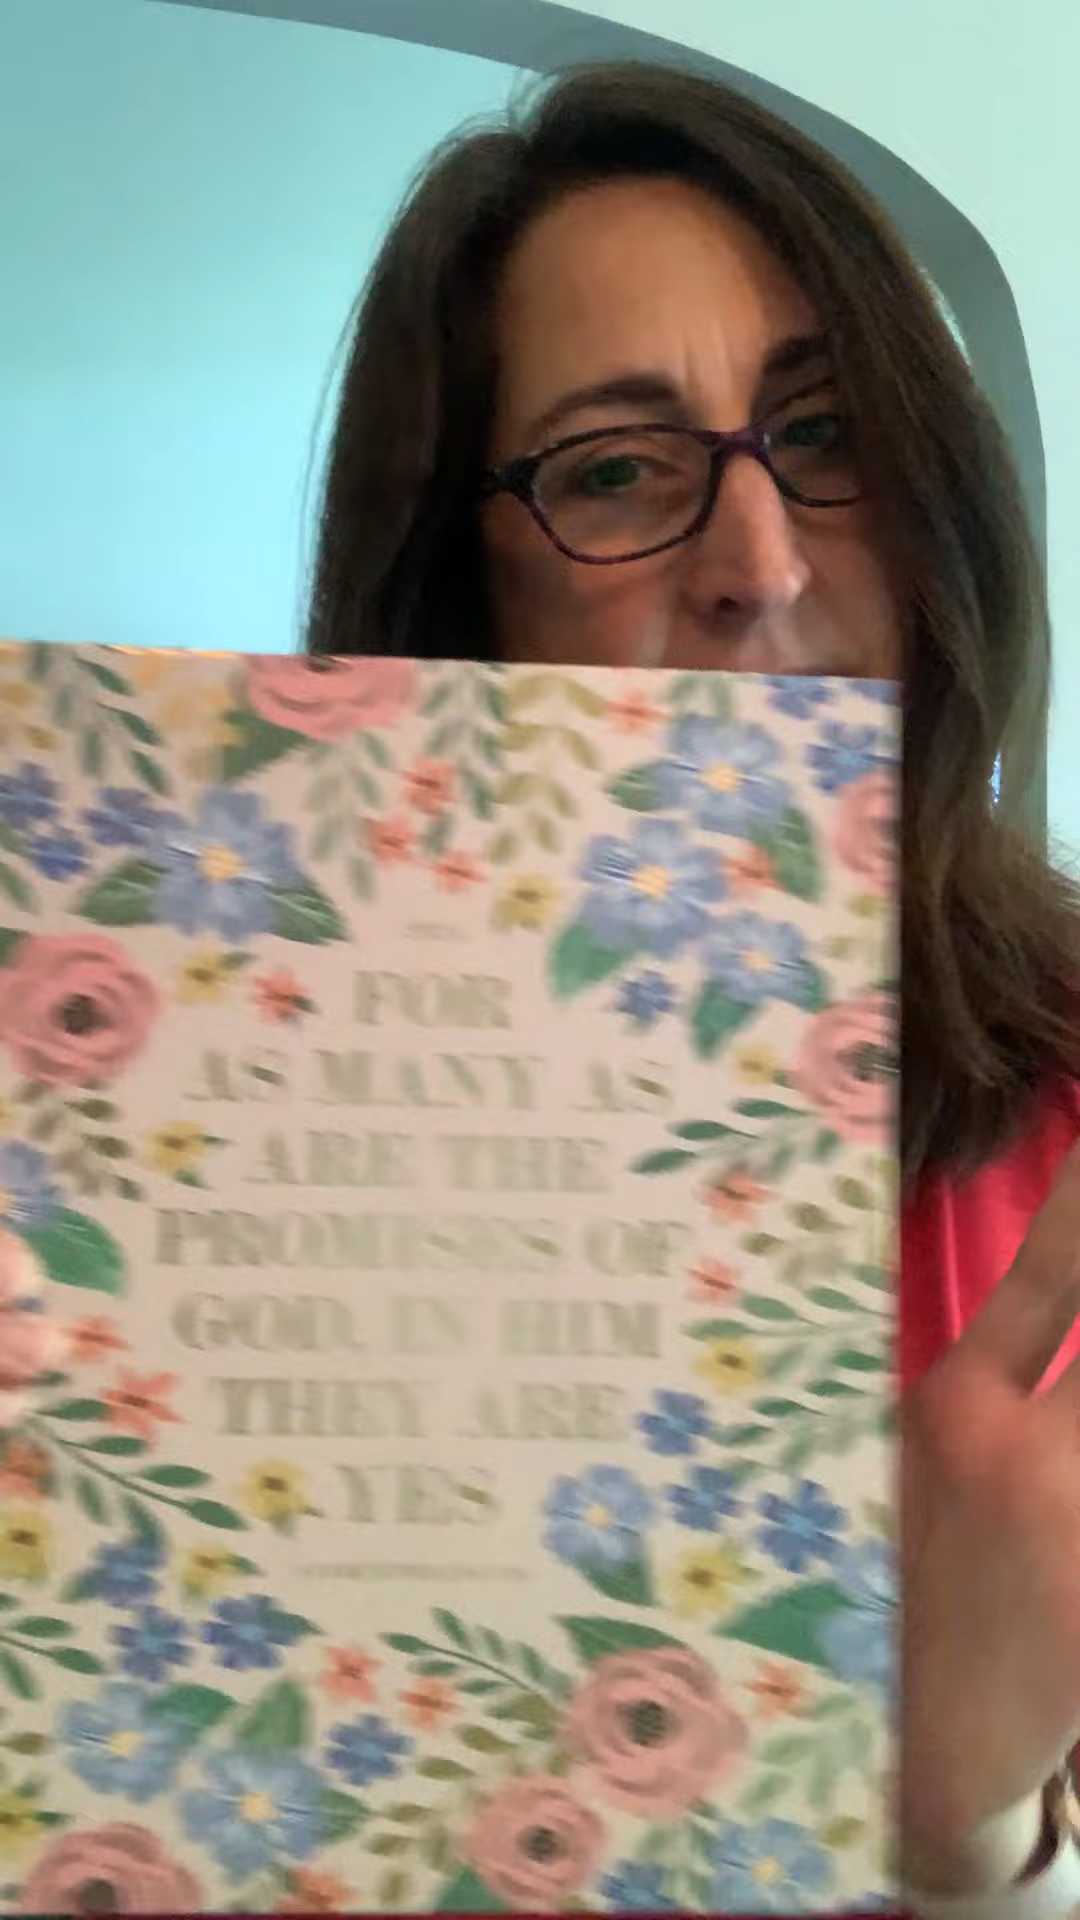 FOR
AS MANY AS
ARE THE
PROMISES OF
GOD, IN HIM
THEY ARE
YES